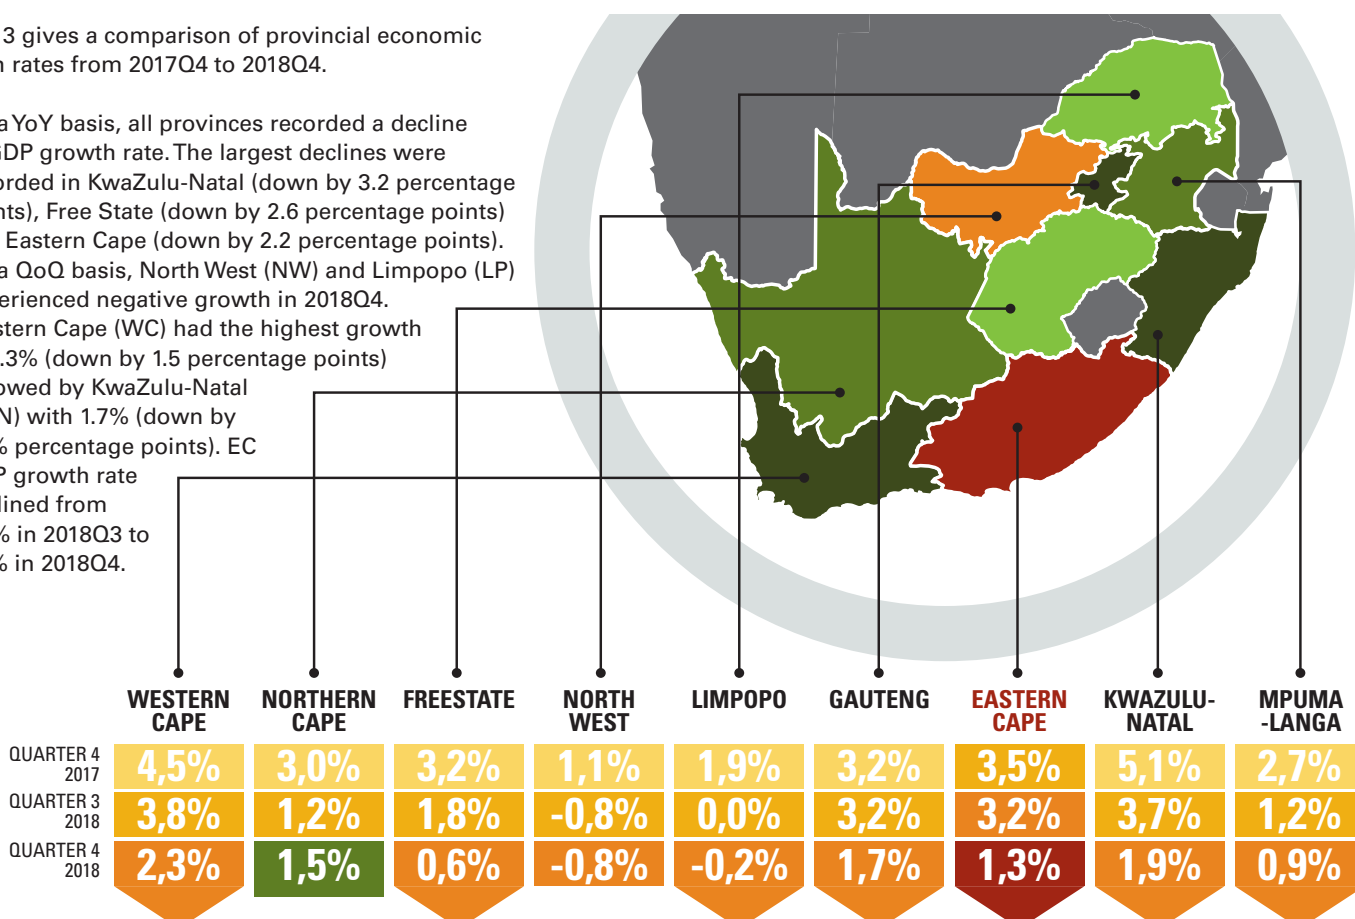 3 gives a comparison of provincial economic
rates from 2017Q4 to 2018Q4.
a YoY basis, all provinces recorded a decline
GDP growth rate. The largest declines were
in KwaZulu-Natal (down by 3.2 percentage
Free State (down by 2.6 percentage points)
Eastern Cape (down by 2.2 percentage points).
a QoQ basis, North West (NW) and Limpopo (LP)
negative growth in 2018Q4.
Cape (WC) had the highest growth
.3% (down by 1.5 percentage points)
by KwaZulu-Natal
with 1.7% (down by
% percentage points). EC
growth rate
from
% in 2018Q3 to
% in 2018Q4.
WESTERN CAPE NORTHERN CAPE FREESTATE NORTH WEST LIMPOPO GAUTENG EASTERN CAPE KWAZULU-NATAL MPUMA-LANGA
QUARTER 4 2017 4,5% 3,0% 3,2% 1,1% 1,9% 3,2% 3,5% 5,1% 2,7%
QUARTER 3 2018 3,8% 1,2% 1,8% -0,8% 0,0% 3,2% 3,2% 3,7% 1,2%
QUARTER 4 2018 2,3% 1,5% 0,6% -0,8% -0,2% 1,7% 1,3% 1,9% 0,9%